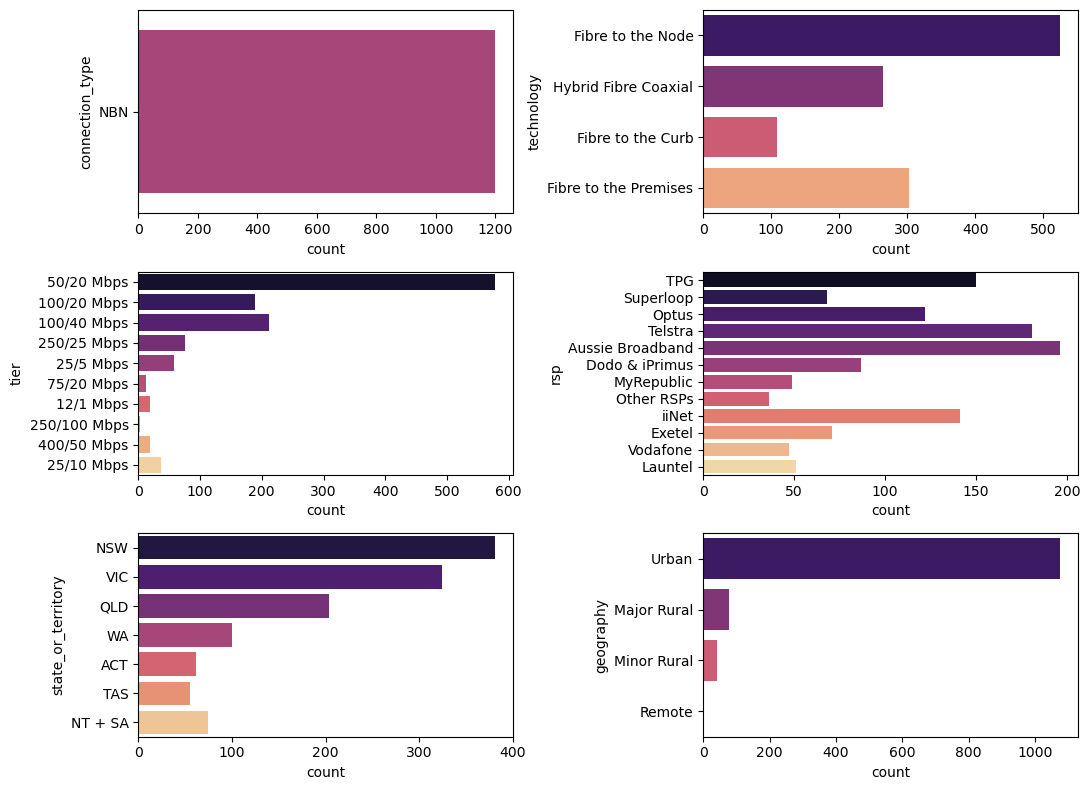 connection_type
NBN
0 200 400 600 800 1000 1200
count
technology
Fibre to the Node
Hybrid Fibre Coaxial
Fibre to the Curb
Fibre to the Premises
0 100 200 300 400 500
count
tier
50/20 Mbps
100/20 Mbps
100/40 Mbps
250/25 Mbps
25/5 Mbps
75/20 Mbps
12/1 Mbps
250/100 Mbps
400/50 Mbps
25/10 Mbps
0 100 200 300 400 500 600
count
rsp
TPG
Superloop
Optus
Telstra
Aussie Broadband
Dodo & iPrimus
MyRepublic
Other RSPs
iiNet
Exetel
Vodafone
Launtel
0 50 100 150 200
count
state_or_territory
NSW
VIC
QLD
WA
ACT
TAS
NT + SA
0 100 200 300 400
count
geography
Urban
Major Rural
Minor Rural
Remote
0 200 400 600 800 1000
count